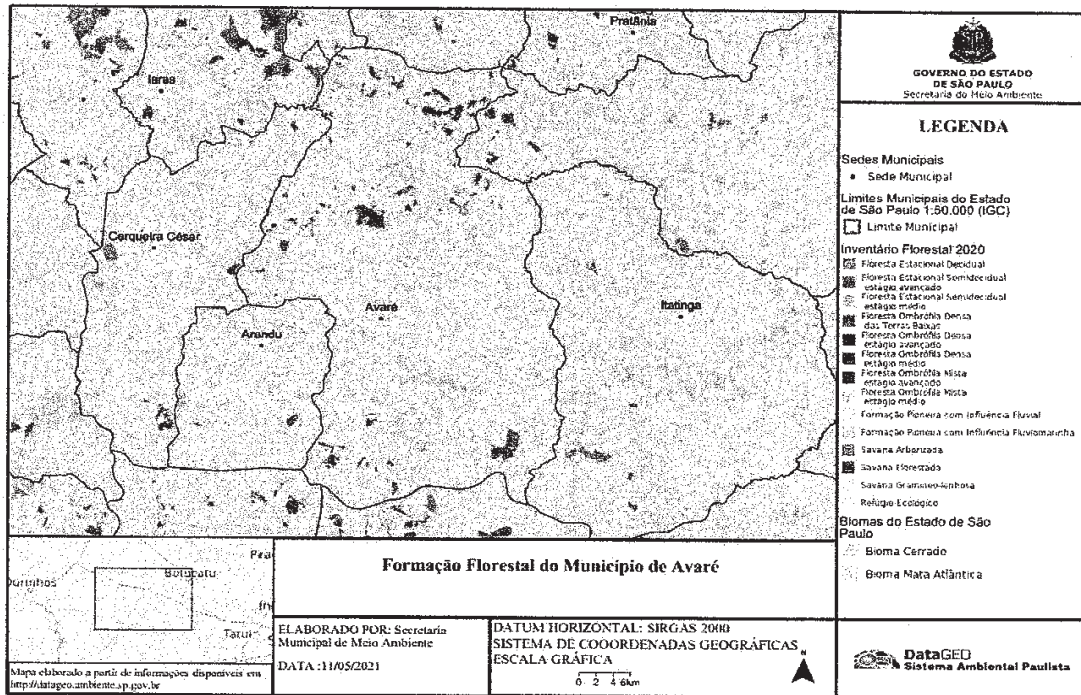 Pratânia
Iaras
Cerqueira César
Avaré
Arandu
Itatinga
GOVERNO DO ESTADO
DE SÃO PAULO
Secretaria do Meio Ambiente
LEGENDA
Sedes Municipais
Sede Municipal
Limites Municipais do Estado
de São Paulo 1:50.000 (IGC)
Limite Municipal
Inventário Florestal 2020
Floresta Estacional Decidual
Floresta Estacional Semidecidual
estágio avançado
Floresta Estacional Semidecidual
estágio médio
Floresta Ombrófila Densa
das Terras Baixas
Floresta Ombrófila Densa
estágio avançado
Floresta Ombrófila Densa
estágio médio
Floresta Ombrófila Mista
estágio avançado
Floresta Ombrófila Mista
estágio médio
Formação Pioneira com Influência Fluvial
Formação Pioneira com Influência Fluviomarinha
Savana Arborizada
Savana Florestada
Savana Gramíneo-lenhosa
Refúgio Ecológico
Biomas do Estado de São
Paulo
Bioma Cerrado
Bioma Mata Atlântica
Botucatu
Tatuí
Mapa elaborado a partir de informações disponíveis em
http://datageo.ambiente.sp.gov.br
Formação Florestal do Município de Avaré
ELABORADO POR: Secretaria
Municipal de Meio Ambiente
DATA :11/05/2021
DATUM HORIZONTAL: SIRGAS 2000
SISTEMA DE COOORDENADAS GEOGRÁFICAS
ESCALA GRÁFICA
0 2 4 6km
N
DataGEO
Sistema Ambiental Paulista